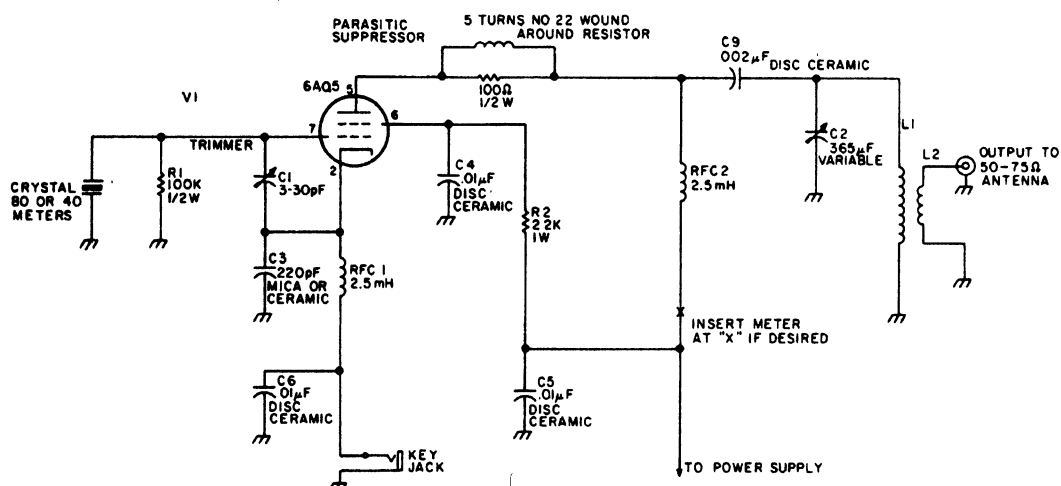 PARASITIC
SUPPRESSOR
5 TURNS NO 22 WOUND
AROUND RESISTOR
C9
.002µF
DISC CERAMIC
6AQ5
5
100Ω
1/2 W
V1
7
6
2
TRIMMER
CRYSTAL
80 OR 40
METERS
R1
100K
1/2W
C1
3-30pF
C4
.01µF
DISC
CERAMIC
R2
2.2K
1W
RFC 2
2.5mH
C2
365µF
VARIABLE
L1
L2
OUTPUT TO
50-75Ω
ANTENNA
C3
220pF
MICA OR
CERAMIC
RFC 1
2.5mH
X
INSERT METER
AT "X" IF DESIRED
C6
.01µF
DISC
CERAMIC
C5
.01µF
DISC
CERAMIC
KEY
JACK
TO POWER SUPPLY